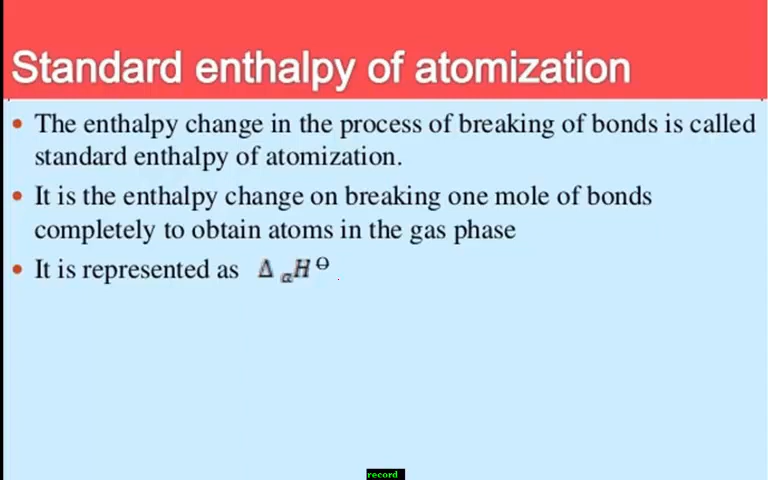 Standard enthalpy of atomization
• The enthalpy change in the process of breaking of bonds is called
standard enthalpy of atomization.
• It is the enthalpy change on breaking one mole of bonds
completely to obtain atoms in the gas phase
• It is represented as Δ ₐH ᶿ .
record